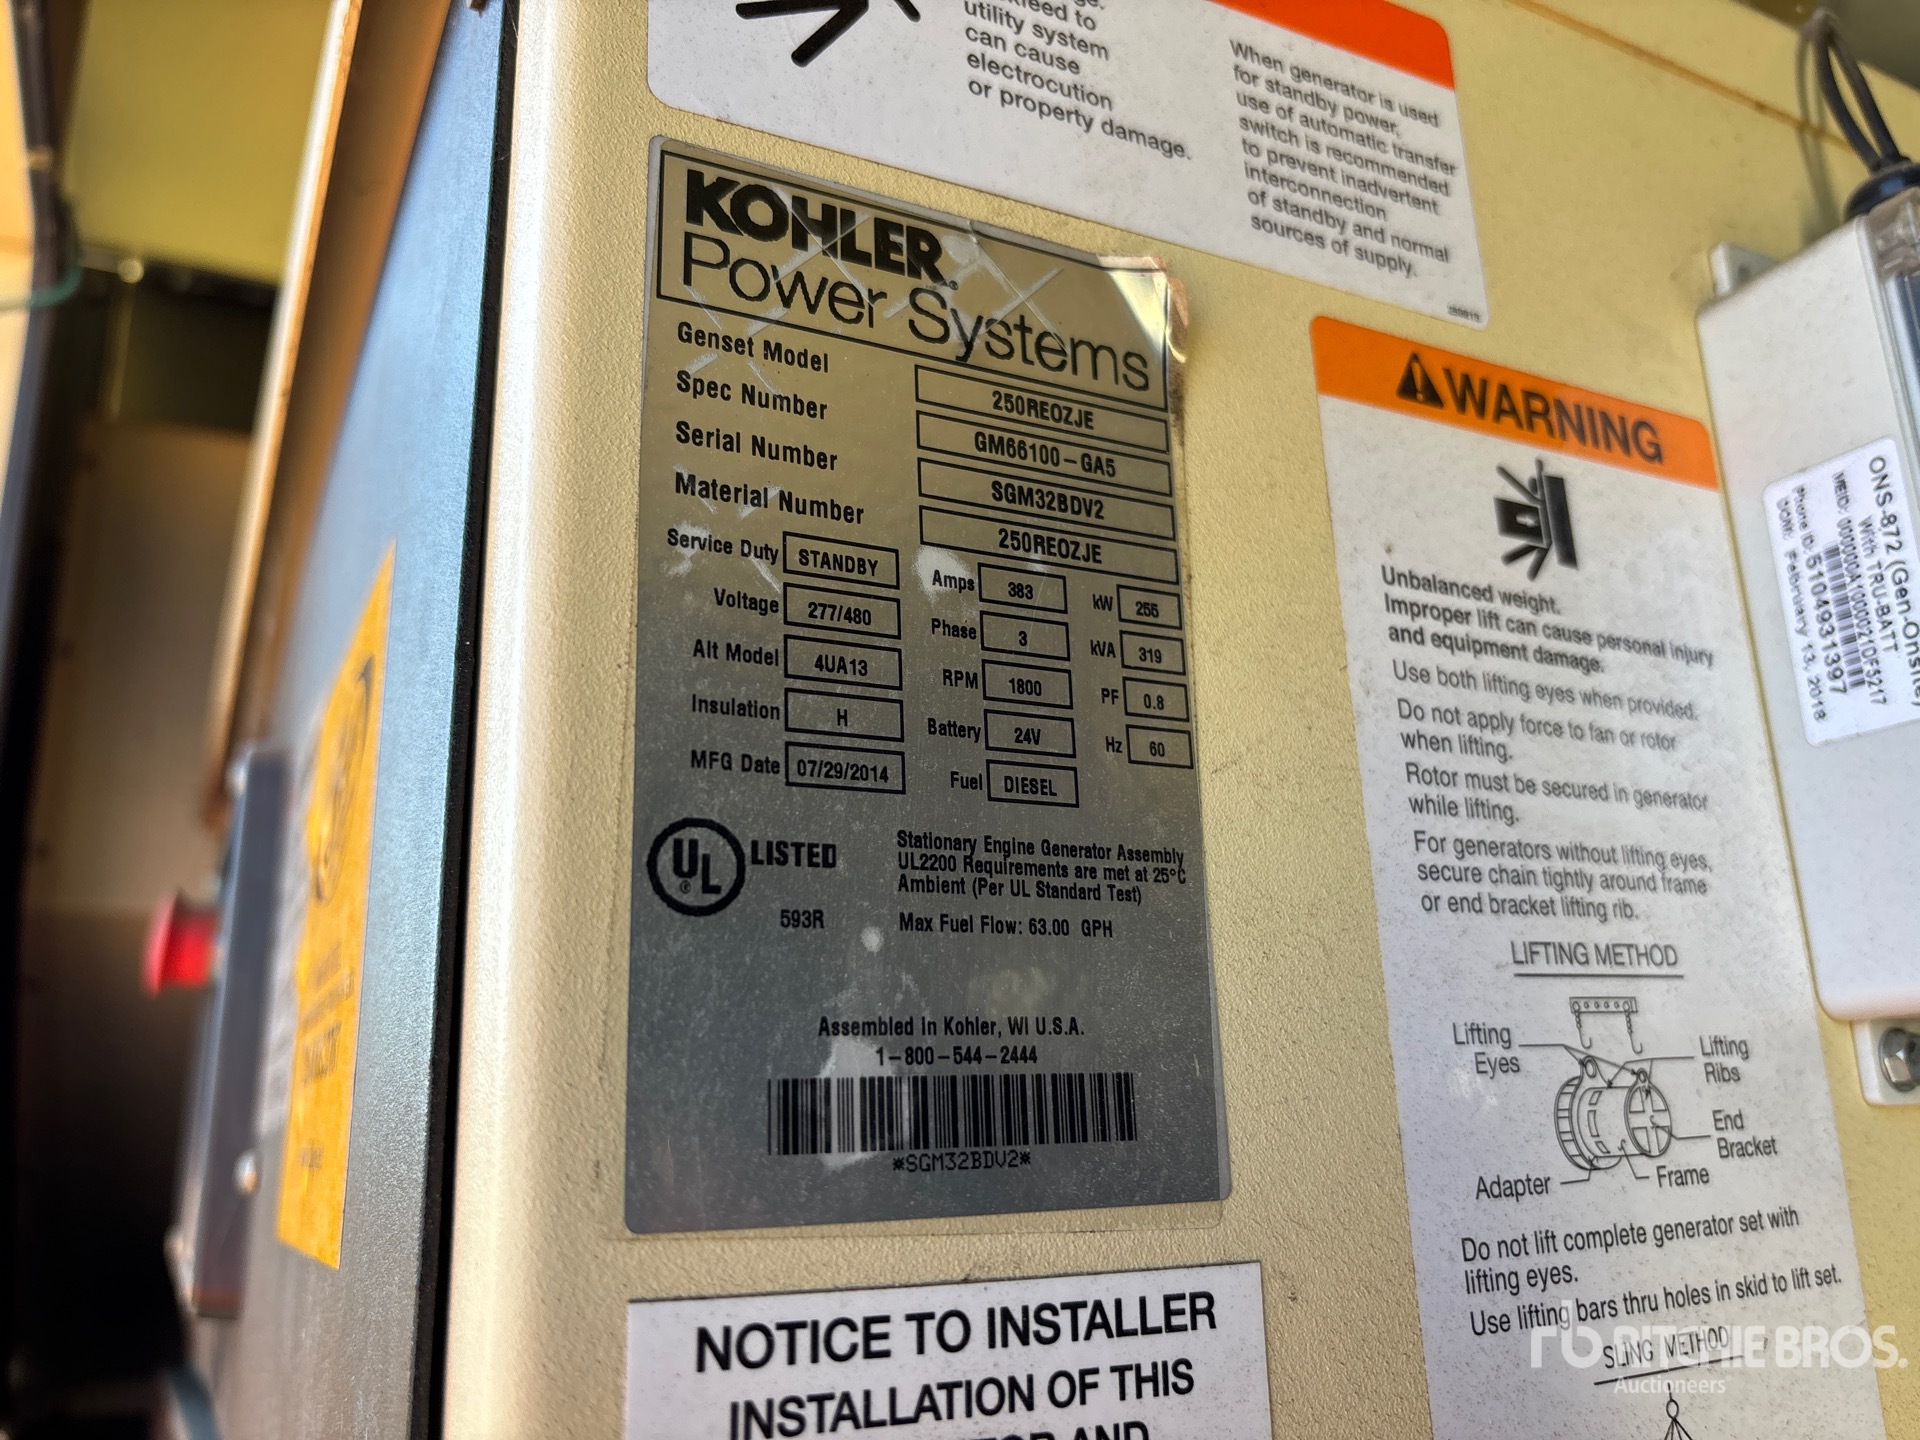 utility system
can cause
electrocution
or property damage.
When generator is used
for standby power,
use of automatic transfer
switch is recommended
to prevent inadvertent
interconnection
of standby and normal
sources of supply.
KOHLER
Power Systems
Genset Model 250REOZJE
Spec Number GM66100-GA5
Serial Number SGM32BDV2
Material Number 250REOZJE
Service Duty STANDBY Amps 383 kW 255
Voltage 277/480 Phase 3 kVA 319
Alt Model 4UA13 RPM 1800 PF 0.8
Insulation H Battery 24V Hz 60
MFG Date 07/29/2014 Fuel DIESEL
UL LISTED
593R
Stationary Engine Generator Assembly
UL2200 Requirements are met at 25°C
Ambient (Per UL Standard Test)
Max Fuel Flow: 63.00 GPH
Assembled In Kohler, WI U.S.A.
1-800-544-2444
*SGM32BDV2*
NOTICE TO INSTALLER
INSTALLATION OF THIS
AND
WARNING
Unbalanced weight.
Improper lift can cause personal injury
and equipment damage.
Use both lifting eyes when provided.
Do not apply force to fan or rotor
when lifting.
Rotor must be secured in generator
while lifting.
For generators without lifting eyes,
secure chain tightly around frame
or end bracket lifting rib.
LIFTING METHOD
Lifting
Eyes
Lifting
Ribs
End
Bracket
Adapter
Frame
Do not lift complete generator set with
lifting eyes.
Use lifting bars thru holes in skid to lift set.
SLING METHOD
ONS-872 (Gen.Onsite)
With TRU-BATT
MEID: 00000A100021DF5217
Phone ID: 5104931397
DOM: February 13, 2018
rb RITCHIE BROS.
Auctioneers